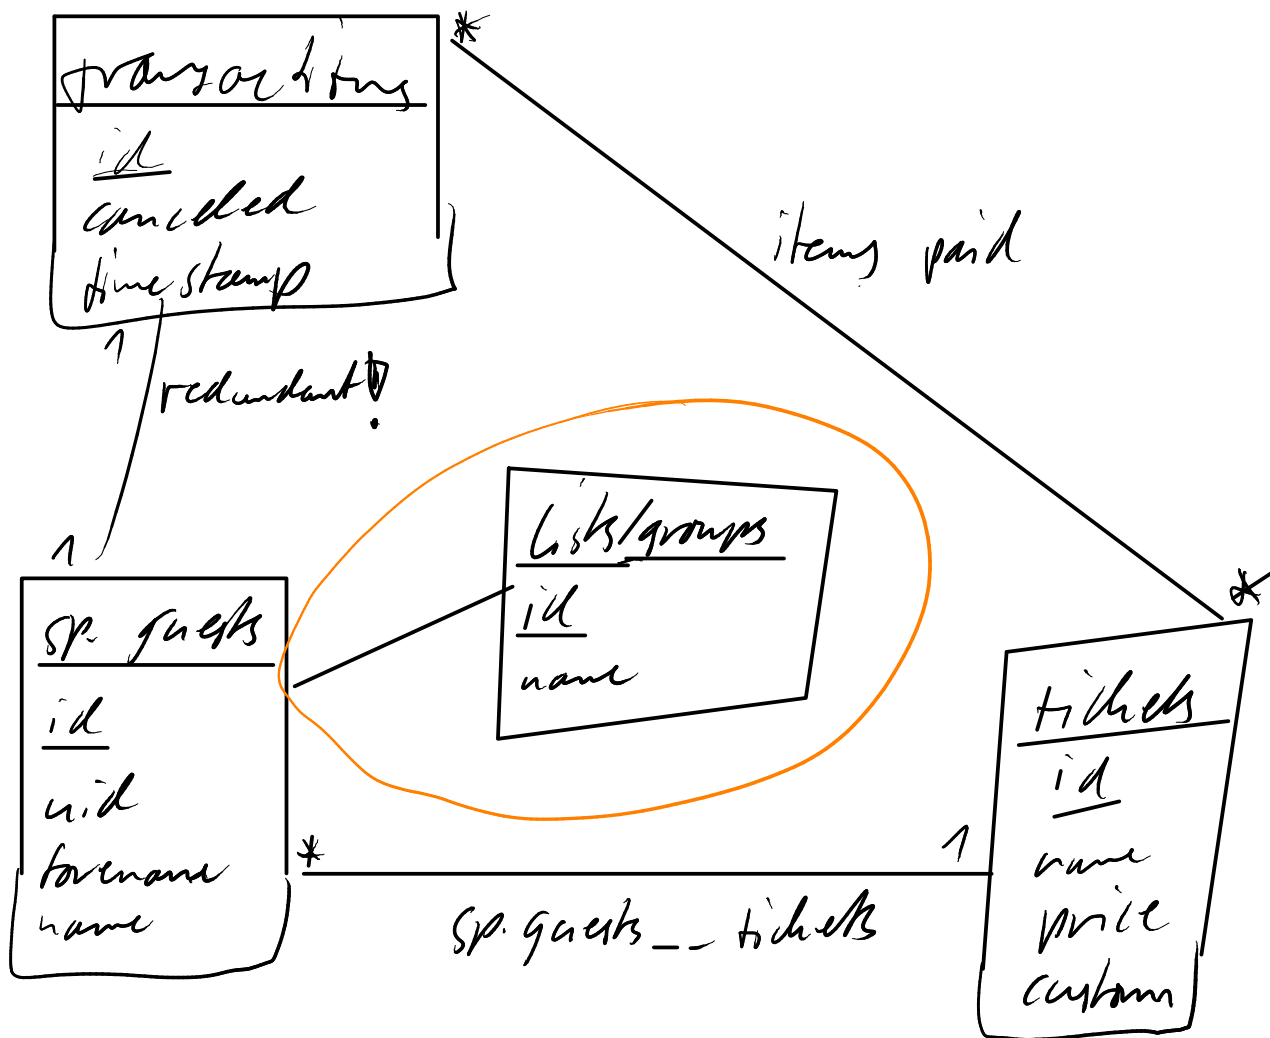 transactions
*
id
canceled
timestamp
items paid
1
redundant!
lists/groups
1
*
sp. guests
id
name
tickets
id
id
uid
*
1
name
forename
price
name
sp.guests__tickets
custom